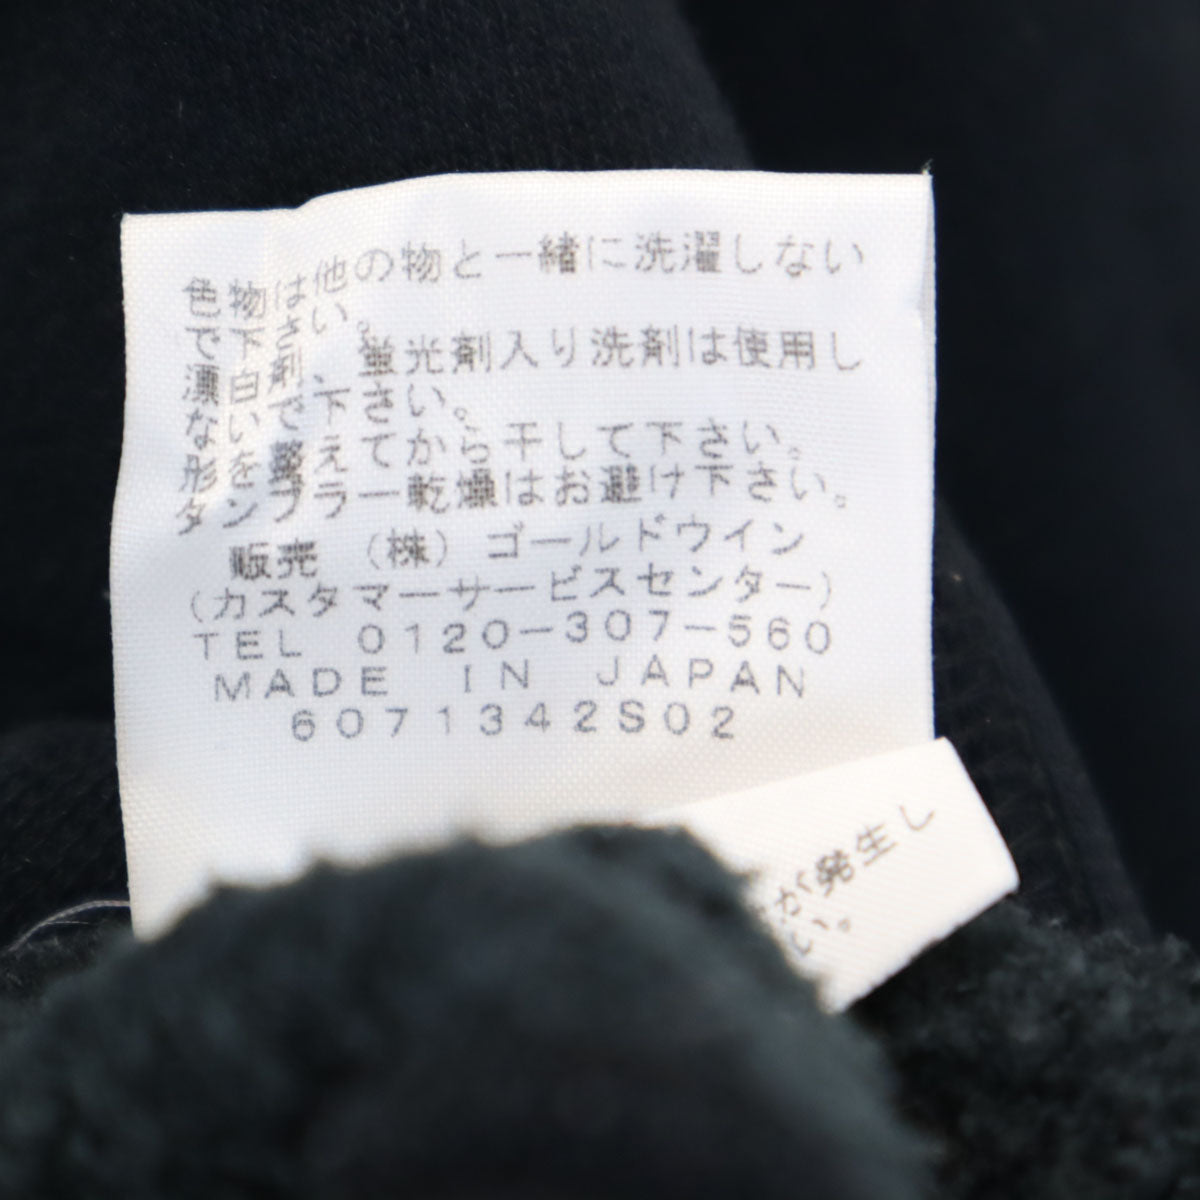 色物は他の物と一緒に洗濯しない
で下さい。
漂白剤、蛍光剤入り洗剤は使用し
ないで下さい。
形を整えてから干して下さい。
タンブラー乾燥はお避け下さい。
販売 (株) ゴールドウイン
(カスタマーサービスセンター)
TEL 0120-307-560
MADE IN JAPAN
6071342S02
が発生し
い。